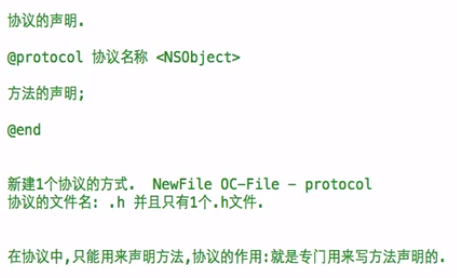 协议的声明.
@protocol 协议名称 <NSObject>
方法的声明;
@end
新建1个协议的方式.  NewFile OC-File - protocol
协议的文件名: .h 并且只有1个.h文件.
在协议中,只能用来声明方法,协议的作用:就是专门用来写方法声明的.